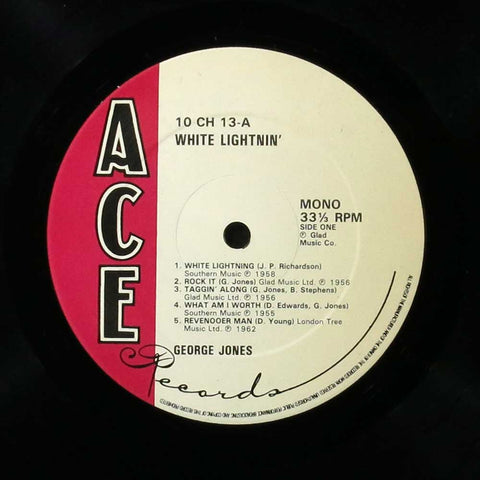 ACE
Records
10 CH 13-A
WHITE LIGHTNIN'
MONO
33⅓ RPM
SIDE ONE
℗ Glad
Music Co.
1. WHITE LIGHTNING (J. P. Richardson)
Southern Music ℗ 1958
2. ROCK IT (G. Jones) Glad Music Ltd. ℗ 1956
3. TAGGIN' ALONG (G. Jones, B. Stephens)
Glad Music Ltd. ℗ 1956
4. WHAT AM I WORTH (D. Edwards, G. Jones)
Southern Music ℗ 1955
5. REVENOOER MAN (D. Young) London Tree
Music Ltd. ℗ 1962
GEORGE JONES